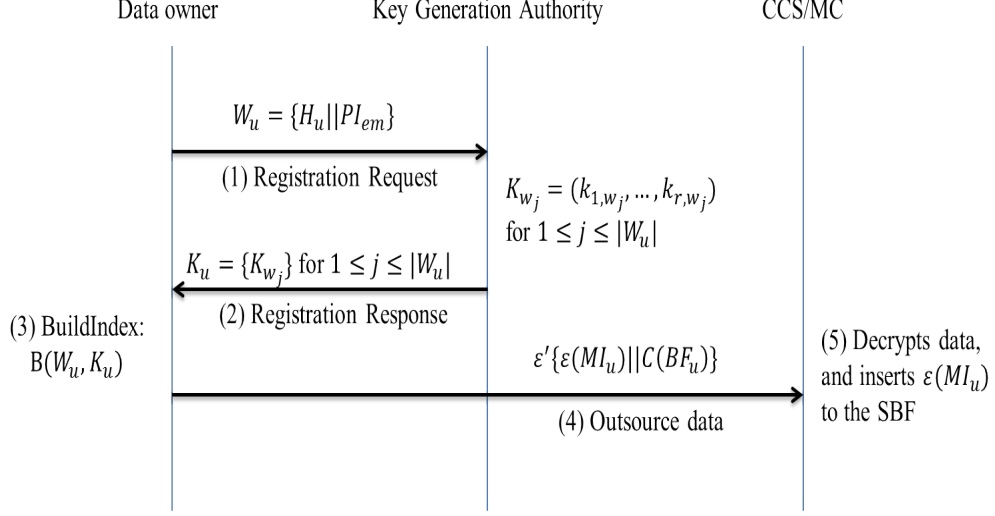 Data owner
Key Generation Authority
CCS/MC
W_u = {H_u||PI_em}
(1) Registration Request
K_{w_j} = (k_{1,w_j}, …, k_{r,w_j})
for 1 ≤ j ≤ |W_u|
K_u = {K_{w_j}} for 1 ≤ j ≤ |W_u|
(2) Registration Response
(3) BuildIndex:
B(W_u, K_u)
ε′{ε(MI_u)||C(BF_u)}
(4) Outsource data
(5) Decrypts data,
and inserts ε(MI_u)
to the SBF